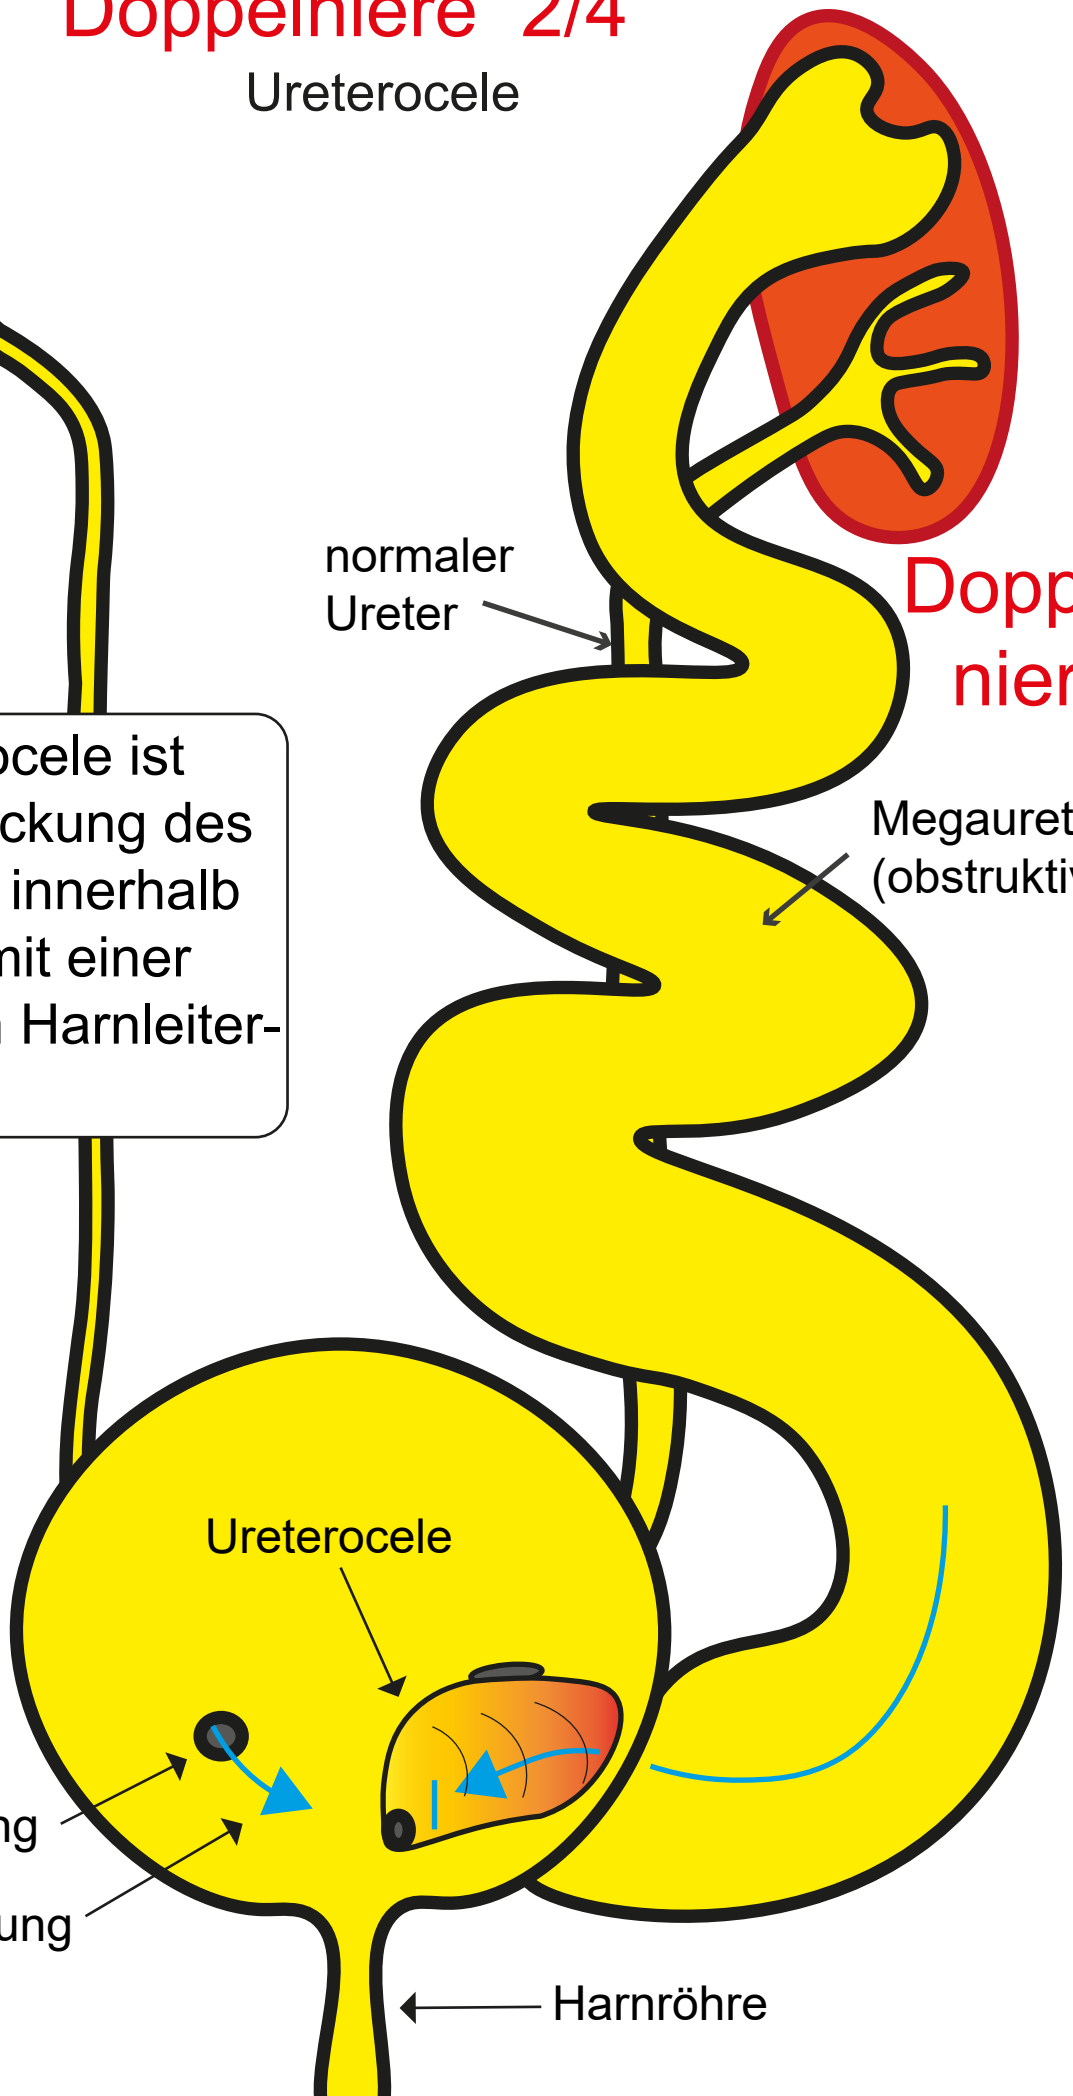 Doppelniere 2/4
Ureterocele
normaler
Ureter
Dopp
nier
ocele ist
ckung des
innerhalb
mit einer
Harnleiter-
Megauret
(obstruktiv
Ureterocele
ng
ung
Harnröhre